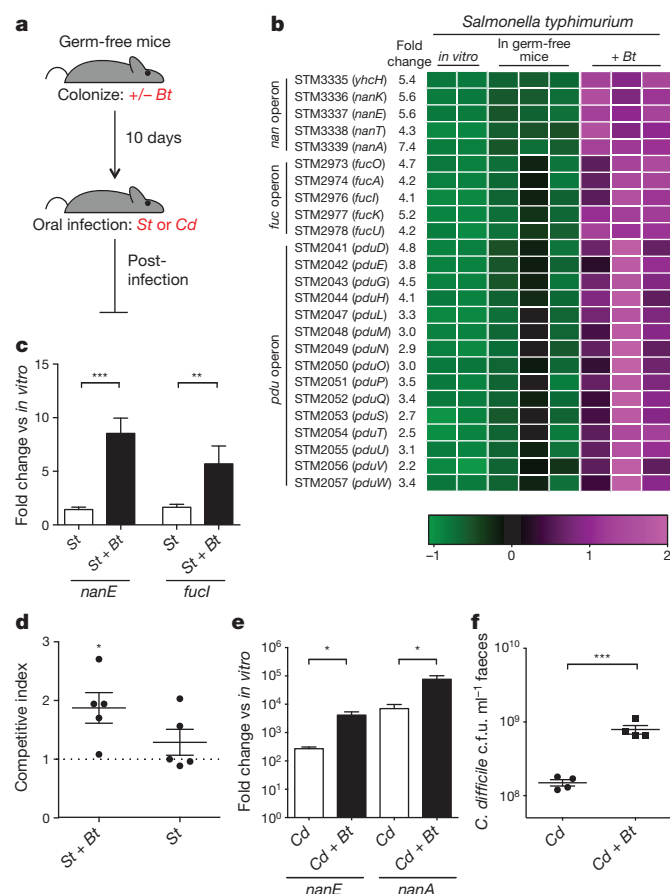 a
Germ-free mice
Colonize: +/– Bt
10 days
Oral infection: St or Cd
Post-
infection
b
Salmonella typhimurium
Fold
change
in vitro
In germ-free
mice
+ Bt
nan operon
STM3335 (yhcH) 5.4
STM3336 (nanK) 5.6
STM3337 (nanE) 5.6
STM3338 (nanT) 4.3
STM3339 (nanA) 7.4
fuc operon
STM2973 (fucO) 4.7
STM2974 (fucA) 4.2
STM2976 (fucI) 4.1
STM2977 (fucK) 5.2
STM2978 (fucU) 4.2
pdu operon
STM2041 (pduD) 4.8
STM2042 (pduE) 3.8
STM2043 (pduG) 4.5
STM2044 (pduH) 4.1
STM2047 (pduL) 3.3
STM2048 (pduM) 3.0
STM2049 (pduN) 2.9
STM2050 (pduO) 3.0
STM2051 (pduP) 3.5
STM2052 (pduQ) 3.4
STM2053 (pduS) 2.7
STM2054 (pduT) 2.5
STM2055 (pduU) 3.1
STM2056 (pduV) 2.2
STM2057 (pduW) 3.4
–1 0 1 2
c
Fold change vs in vitro
15
10
5
0
***
**
St
St + Bt
St
St + Bt
nanE
fucI
d
Competitive index
3
2
1
0
*
St + Bt
St
e
Fold change vs in vitro
10⁶
10⁵
10⁴
10³
10²
10¹
10⁰
*
*
Cd
Cd + Bt
Cd
Cd + Bt
nanE
nanA
f
C. difficile c.f.u. ml⁻¹ faeces
10¹⁰
10⁹
10⁸
***
Cd
Cd + Bt